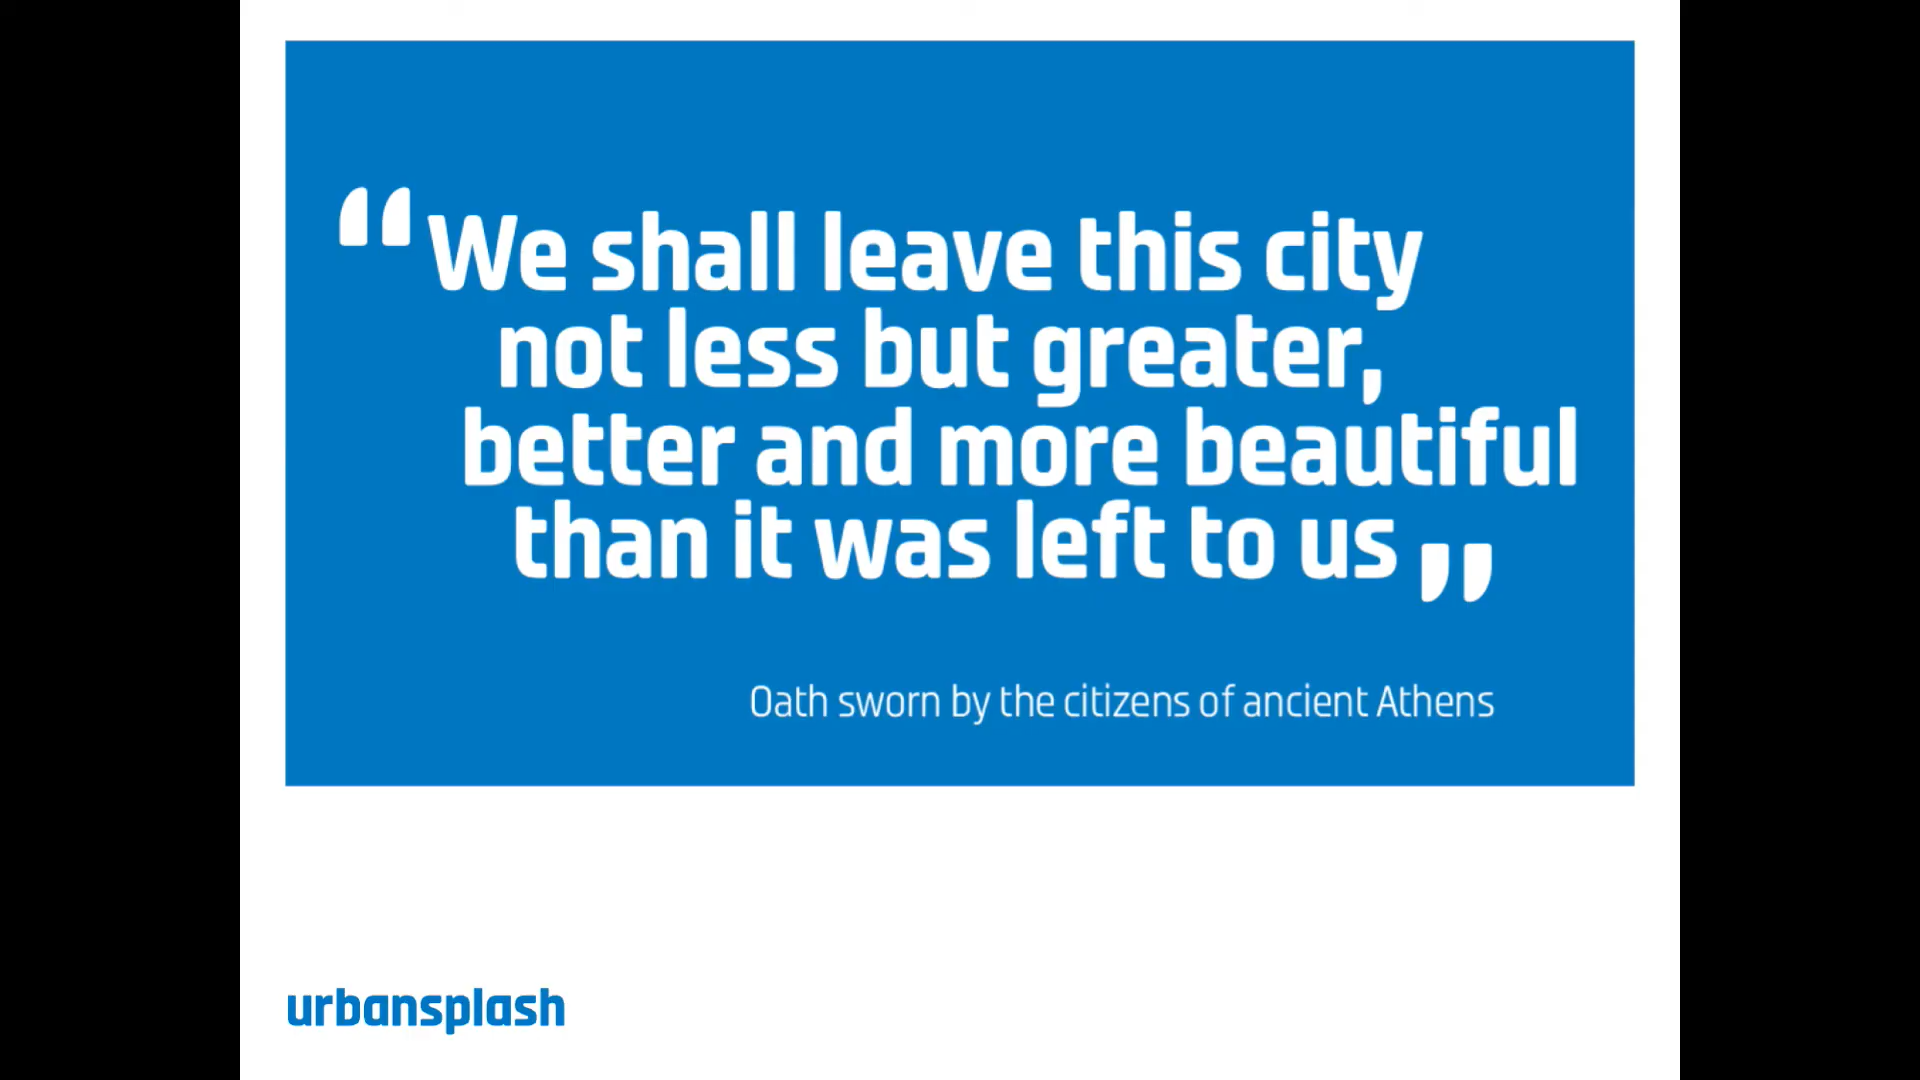 “We shall leave this city
not less but greater,
better and more beautiful
than it was left to us”
Oath sworn by the citizens of ancient Athens
urbansplash